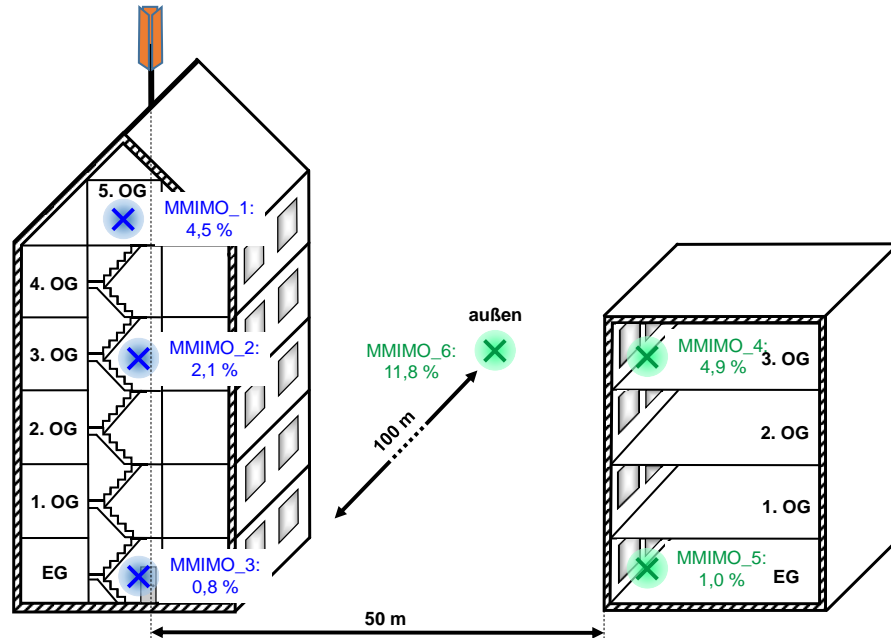 5. OG
MMIMO_1:
4,5 %
4. OG
3. OG
MMIMO_2:
2,1 %
2. OG
1. OG
EG
MMIMO_3:
0,8 %
außen
MMIMO_6:
11,8 %
100 m
MMIMO_4:
4,9 %
3. OG
2. OG
1. OG
MMIMO_5:
1,0 %
EG
50 m